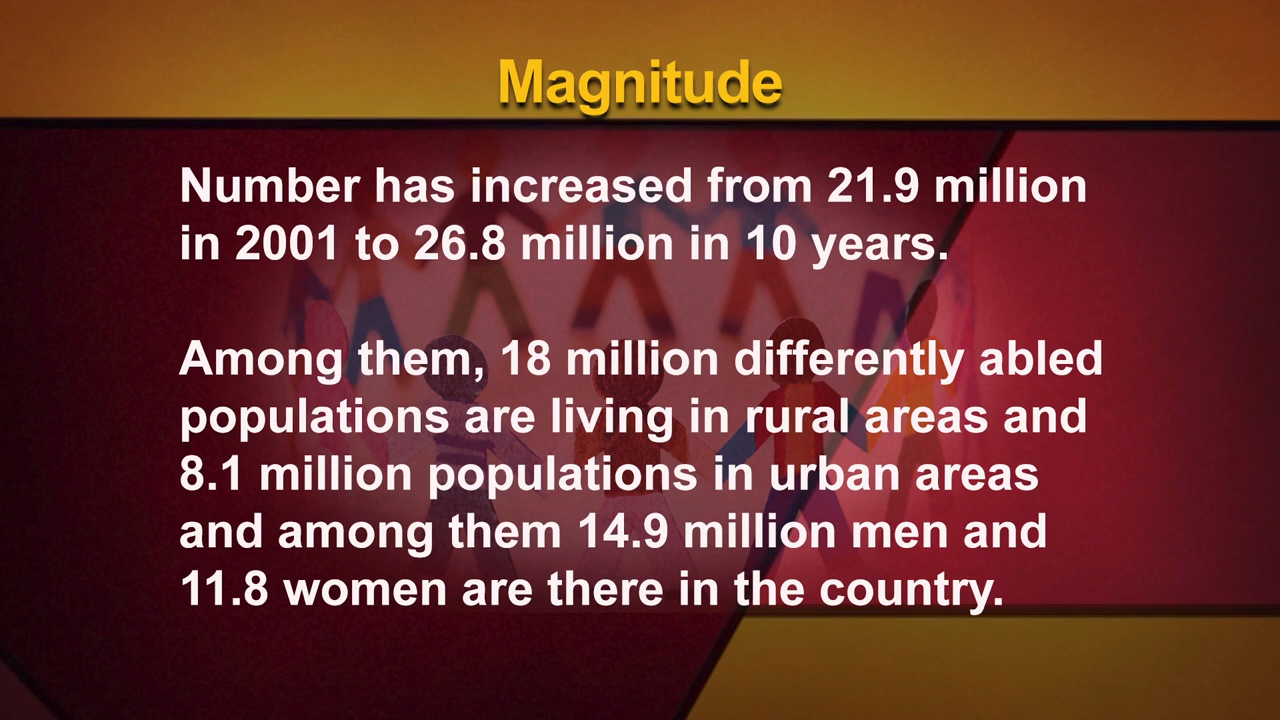 Magnitude
Number has increased from 21.9 million
in 2001 to 26.8 million in 10 years.
Among them, 18 million differently abled
populations are living in rural areas and
8.1 million populations in urban areas
and among them 14.9 million men and
11.8 women are there in the country.